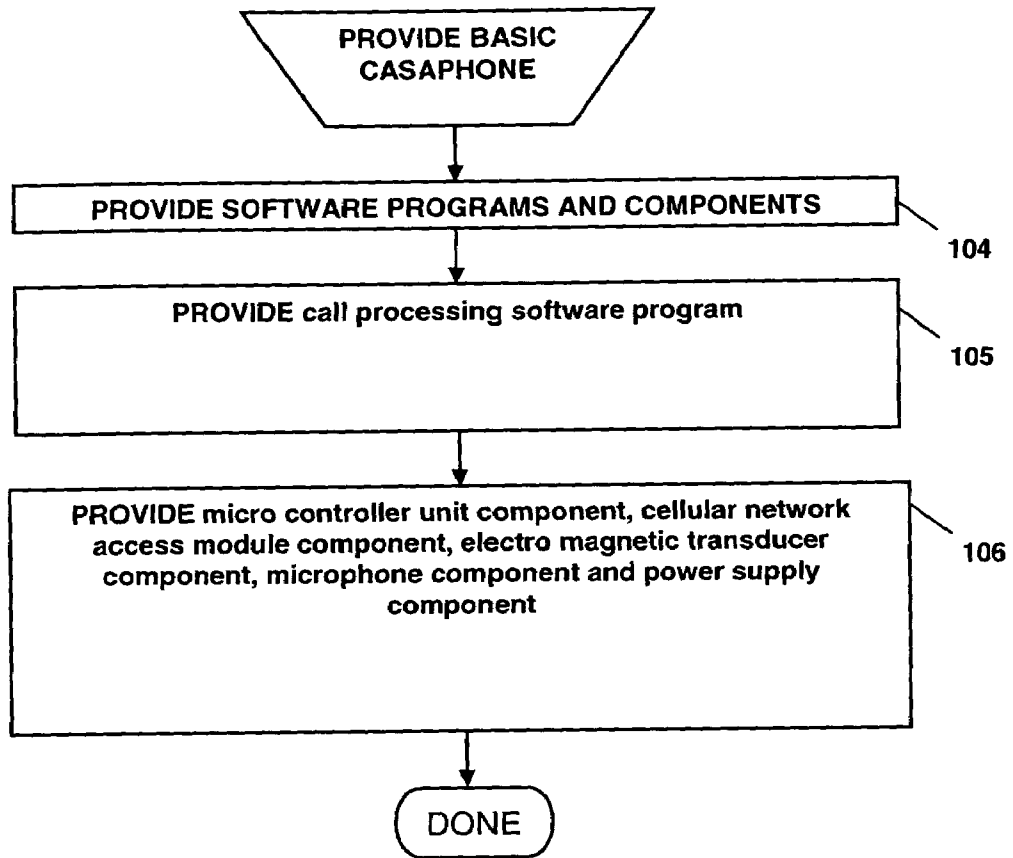 PROVIDE BASIC
CASAPHONE
PROVIDE SOFTWARE PROGRAMS AND COMPONENTS
104
PROVIDE call processing software program
105
PROVIDE micro controller unit component, cellular network
access module component, electro magnetic transducer
component, microphone component and power supply
component
106
DONE